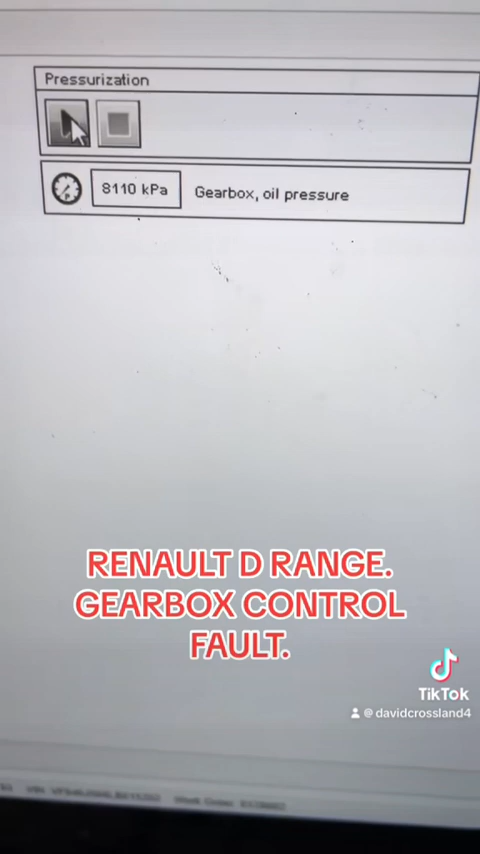 Pressurization
8110 kPa
Gearbox, oil pressure
RENAULT D RANGE.
GEARBOX CONTROL
FAULT.
TikTok
@davidcrossland4